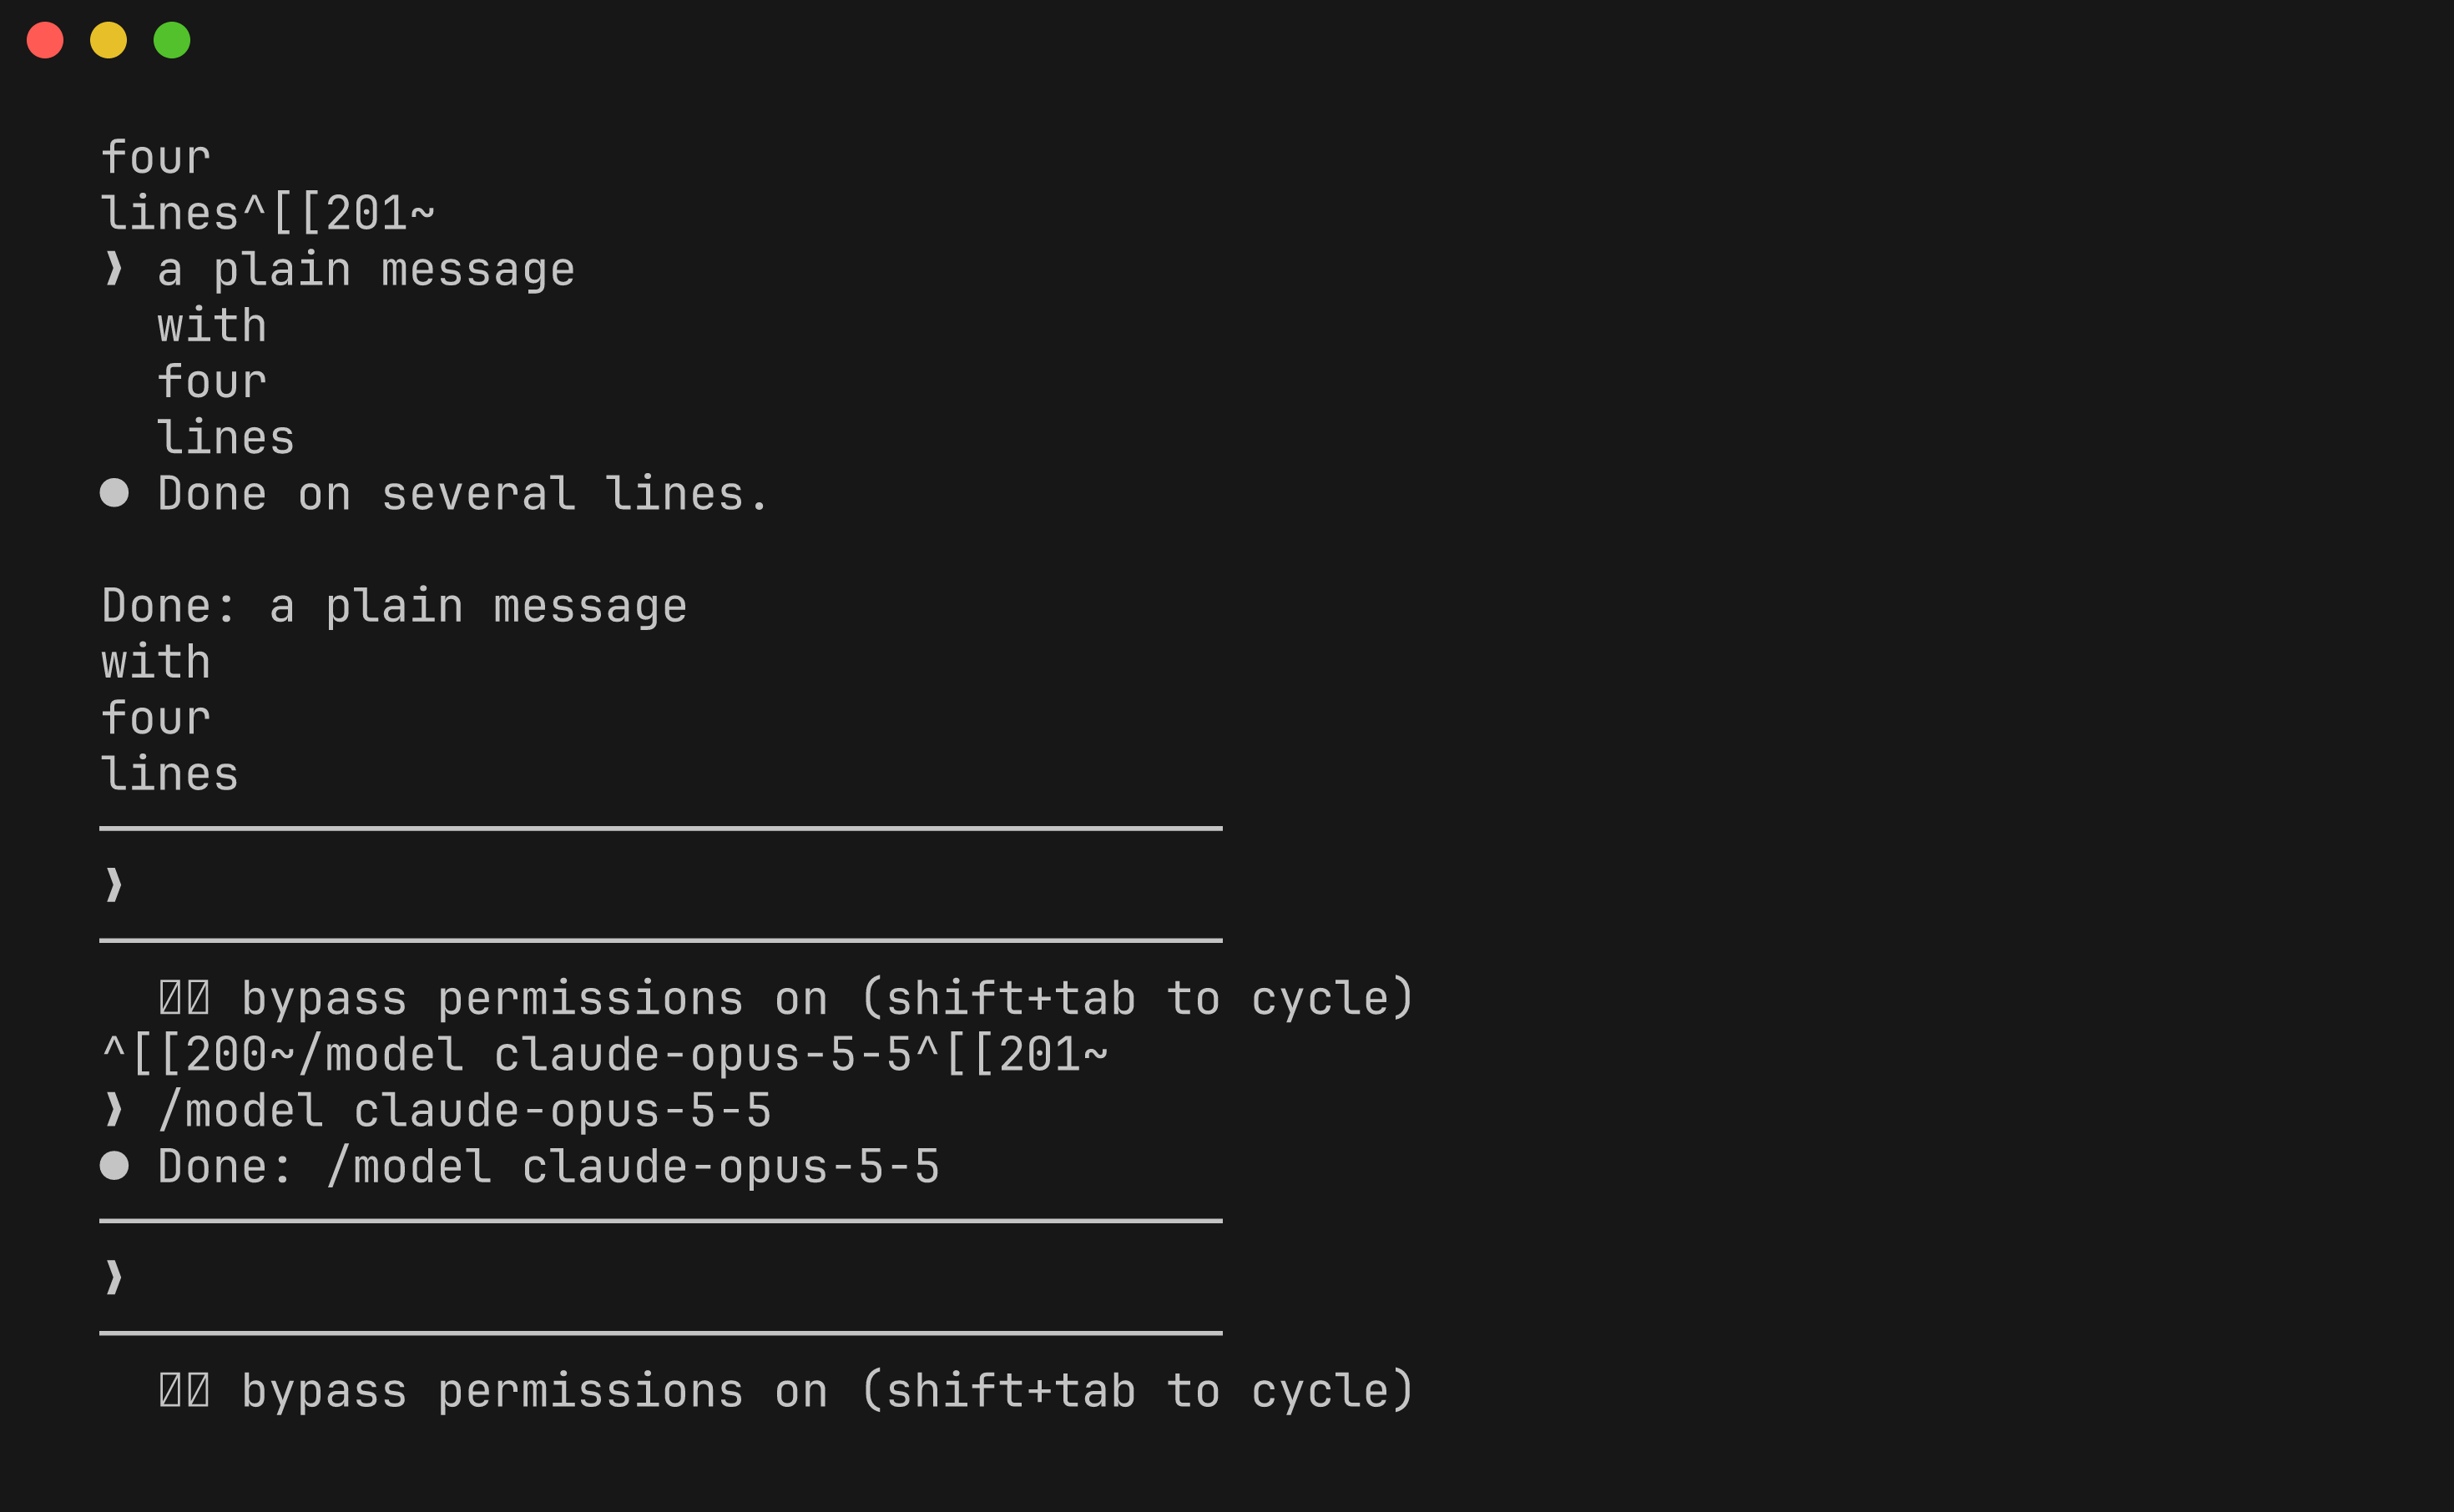 four
lines^[[201~
❯ a plain message
  with
  four
  lines
● Done on several lines.

Done: a plain message
with
four
lines
────────────────────────────────────────
❯
────────────────────────────────────────
  bypass permissions on (shift+tab to cycle)
^[[200~/model claude-opus-5-5^[[201~
❯ /model claude-opus-5-5
● Done: /model claude-opus-5-5
────────────────────────────────────────
❯
────────────────────────────────────────
  bypass permissions on (shift+tab to cycle)